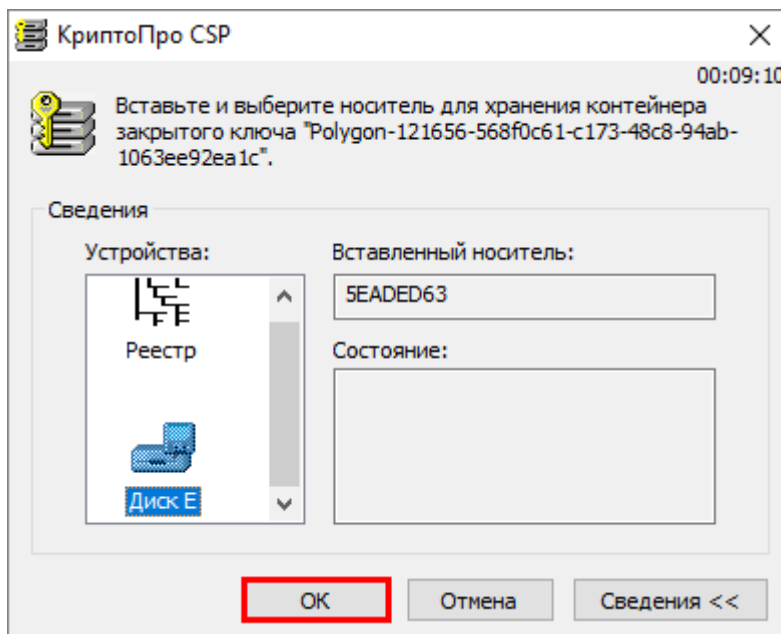 КриптоПро CSP
00:09:10
Вставьте и выберите носитель для хранения контейнера
закрытого ключа "Polygon-121656-568f0c61-c173-48c8-94ab-
1063ee92ea1c".
Сведения
Устройства:
Вставленный носитель:
5EADED63
Реестр
Состояние:
Диск E
ОК
Отмена
Сведения <<